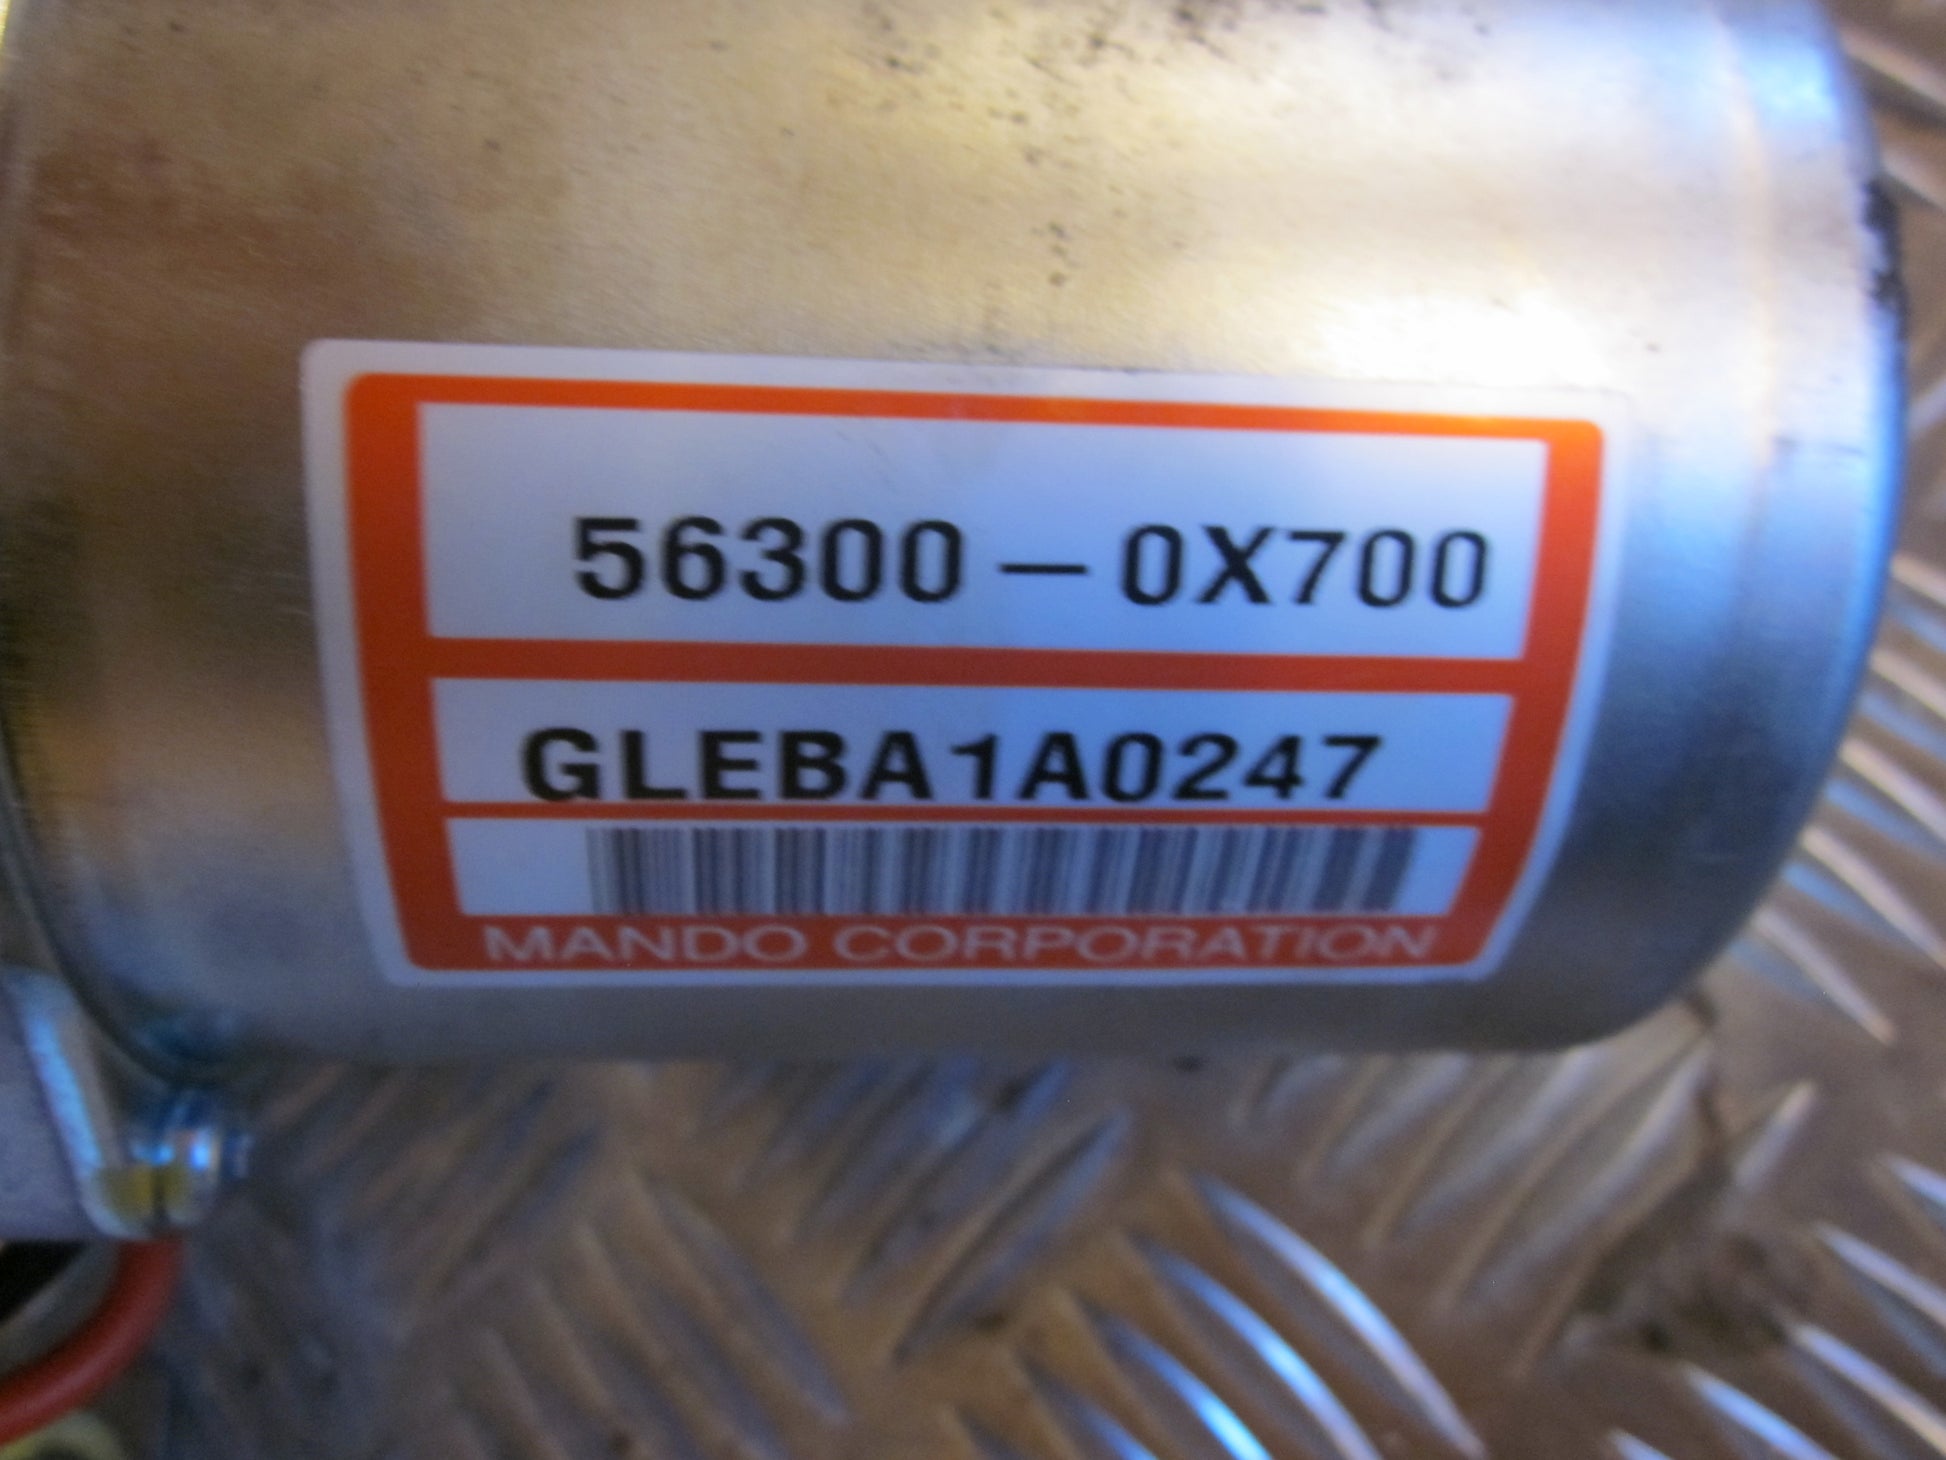 56300-0X700
GLEBA1A0247
MANDO CORPORATION